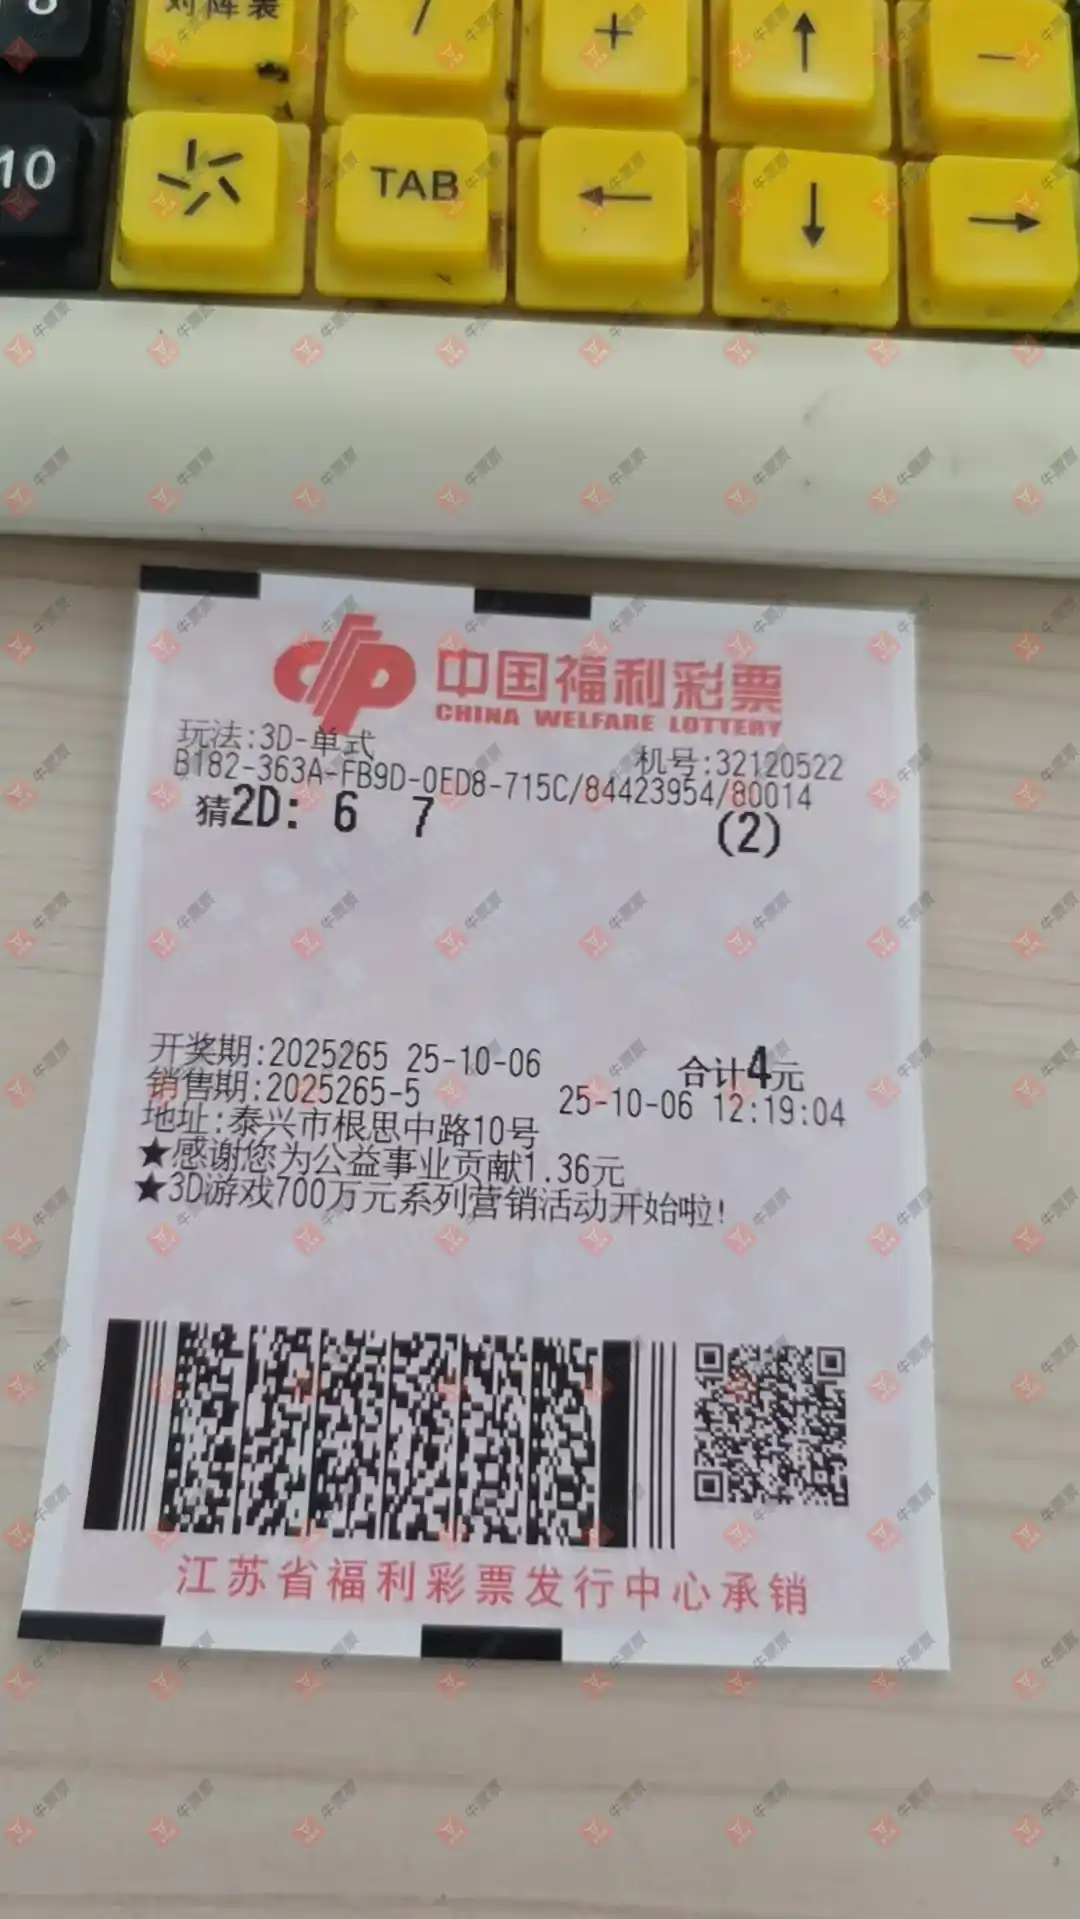 8
对阵表
/
+
↑
—
10
TAB
←
↓
→
中国福利彩票
CHINA WELFARE LOTTERY
玩法:3D-单式
机号:32120522
B182-363A-FB9D-0ED8-715C/84423954/80014
猜2D: 6 7 (2)
开奖期:2025265 25-10-06 合计4元
销售期:2025265-5 25-10-06 12:19:04
地址:泰兴市根思中路10号
★感谢您为公益事业贡献1.36元
★3D游戏700万元系列营销活动开始啦!
江苏省福利彩票发行中心承销
牛票票